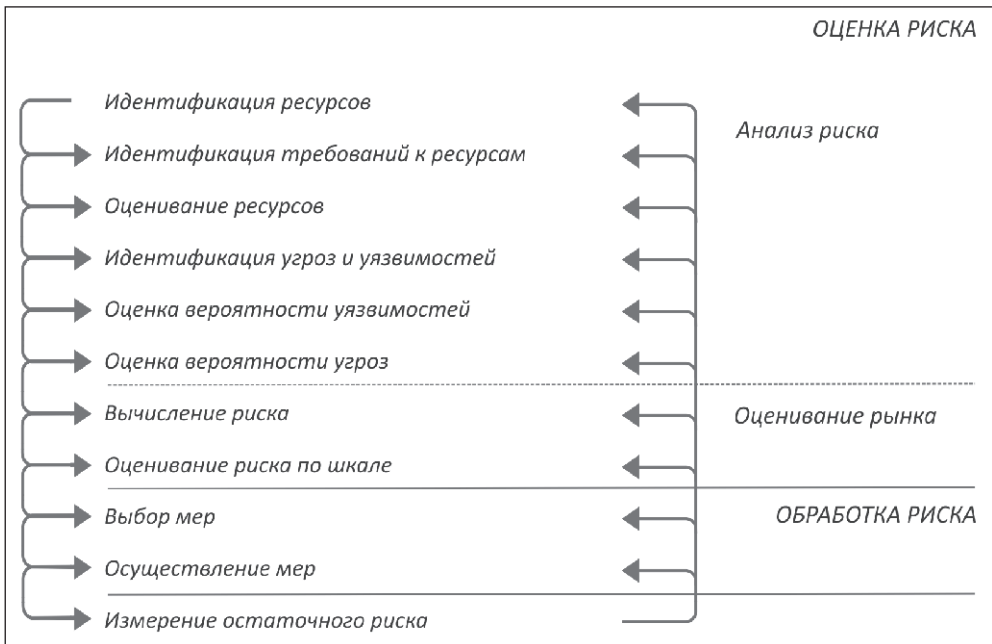 ОЦЕНКА РИСКА
Идентификация ресурсов
Анализ риска
Идентификация требований к ресурсам
Оценивание ресурсов
Идентификация угроз и уязвимостей
Оценка вероятности уязвимостей
Оценка вероятности угроз
Вычисление риска
Оценивание рынка
Оценивание риска по шкале
Выбор мер
ОБРАБОТКА РИСКА
Осуществление мер
Измерение остаточного риска